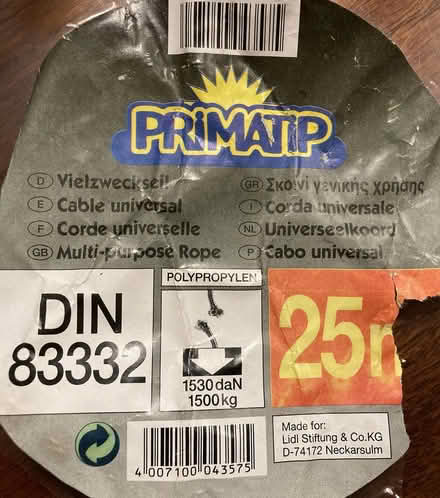 PRiMATiP
D Vielzweckseil
E Cable universal
F Corde universelle
GB Multi-purpose Rope
GR Σκοινί γενικής χρήσης
I Corda universale
NL Universeelkoord
P Cabo universal
POLYPROPYLEN
DIN
83332
1530 daN
1500 kg
25m
Made for:
Lidl Stiftung & Co.KG
D-74172 Neckarsulm
4 007100 043575